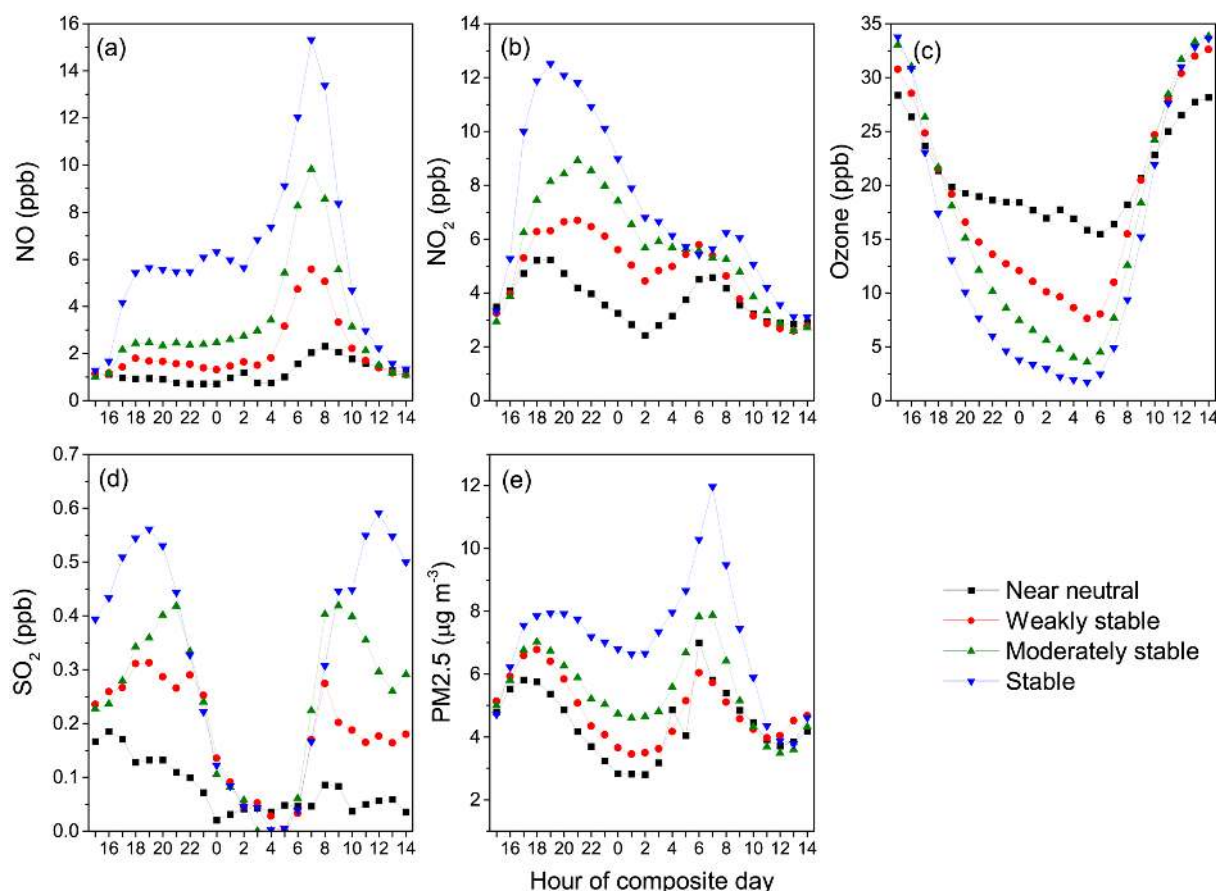 (a)
NO (ppb)
16
14
12
10
8
6
4
2
0
16 18 20 22 0 2 4 6 8 10 12 14
(b)
NO2 (ppb)
14
12
10
8
6
4
2
0
16 18 20 22 0 2 4 6 8 10 12 14
(c)
Ozone (ppb)
35
30
25
20
15
10
5
0
16 18 20 22 0 2 4 6 8 10 12 14
(d)
SO2 (ppb)
0.7
0.6
0.5
0.4
0.3
0.2
0.1
0.0
16 18 20 22 0 2 4 6 8 10 12 14
(e)
PM2.5 (µg m-3)
12
10
8
6
4
2
16 18 20 22 0 2 4 6 8 10 12 14
Near neutral
Weakly stable
Moderately stable
Stable
Hour of composite day